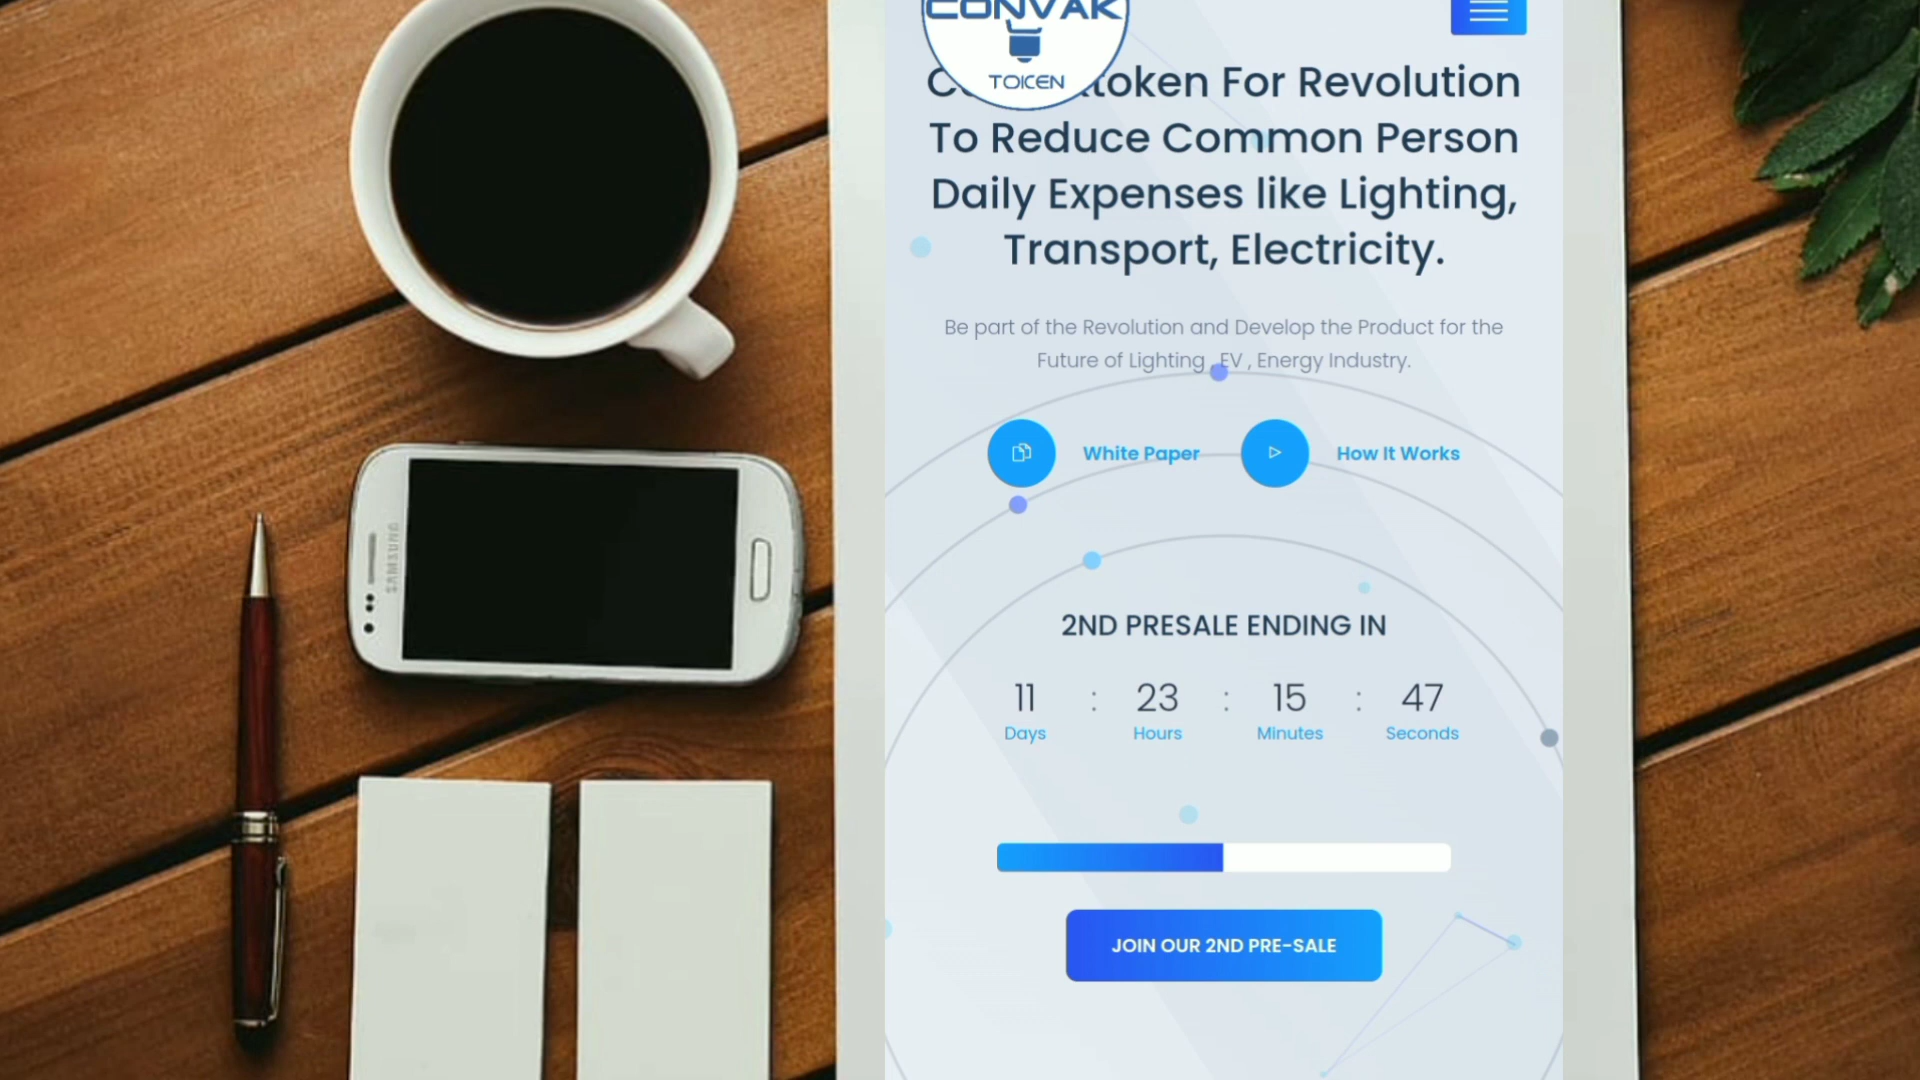 CONVAK
TOICEN
token For Revolution
To Reduce Common Person
Daily Expenses like Lighting,
Transport, Electricity.
Be part of the Revolution and Develop the Product for the
Future of Lighting , EV , Energy Industry.
White Paper
How It Works
SAMSUNG
2ND PRESALE ENDING IN
11 : 23 : 15 : 47
Days Hours Minutes Seconds
JOIN OUR 2ND PRE-SALE